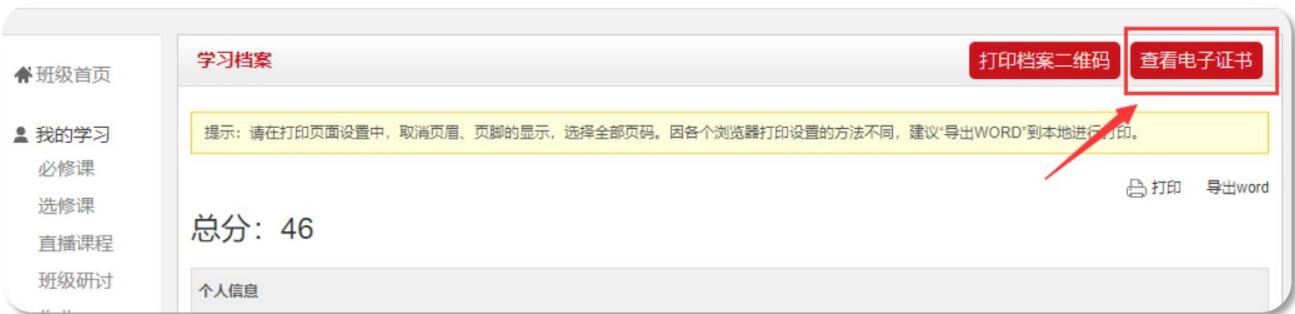 班级首页
我的学习
必修课
选修课
直播课程
班级研讨
学习档案
打印档案二维码
查看电子证书
提示：请在打印页面设置中，取消页眉、页脚的显示，选择全部页码。因各个浏览器打印设置的方法不同，建议“导出WORD”到本地进行打印。
打印
导出word
总分：46
个人信息